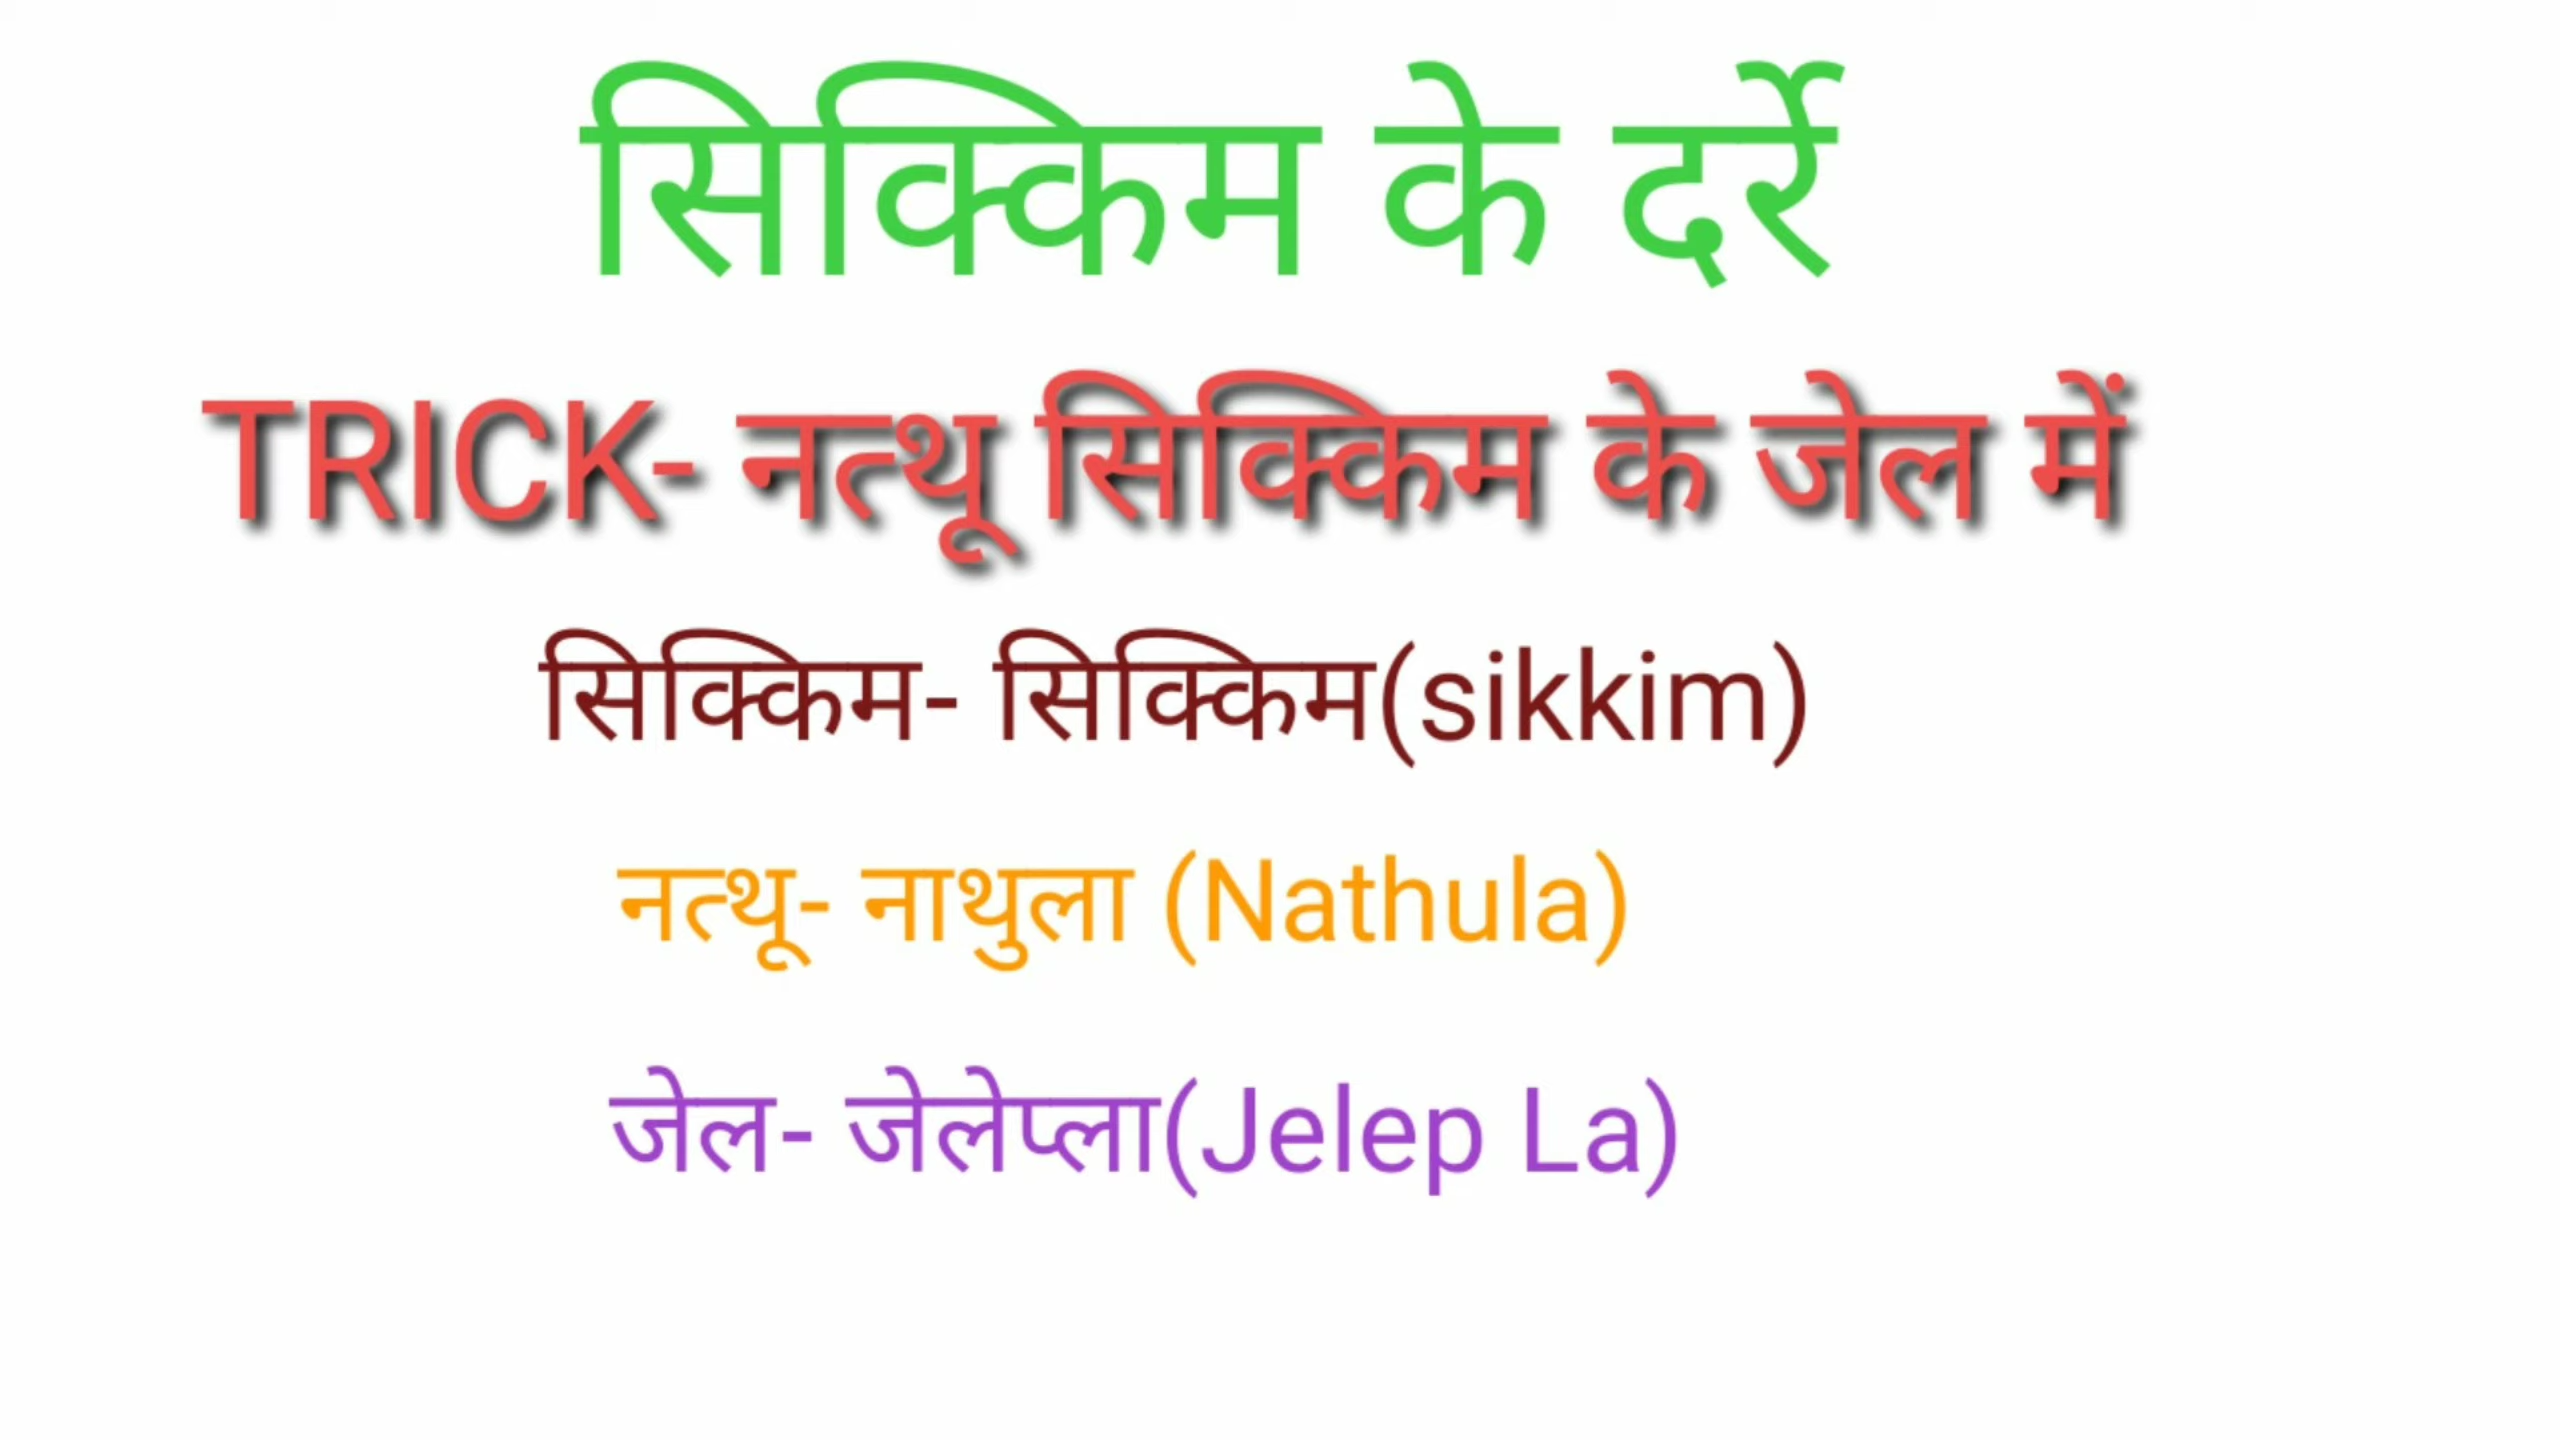 सिक्किम के दर्रे
TRICK- नत्थू सिक्किम के जेल में
सिक्किम- सिक्किम(sikkim)
नत्थू- नाथुला (Nathula)
जेल- जेलेप्ला(Jelep La)